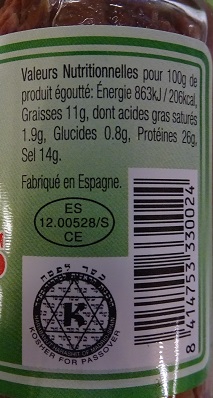 Valeurs Nutritionnelles pour 100g de
produit égoutté: Énergie 863kJ / 206kcal,
Graisses 11g, dont acides gras saturés
1.9g, Glucides 0.8g, Protéines 26g,
Sel 14g.
Fabriqué en Espagne.
ES
12.00528/S
CE
כשר לפסח
K
KOSHER FOR PASSOVER
8 414753 330024